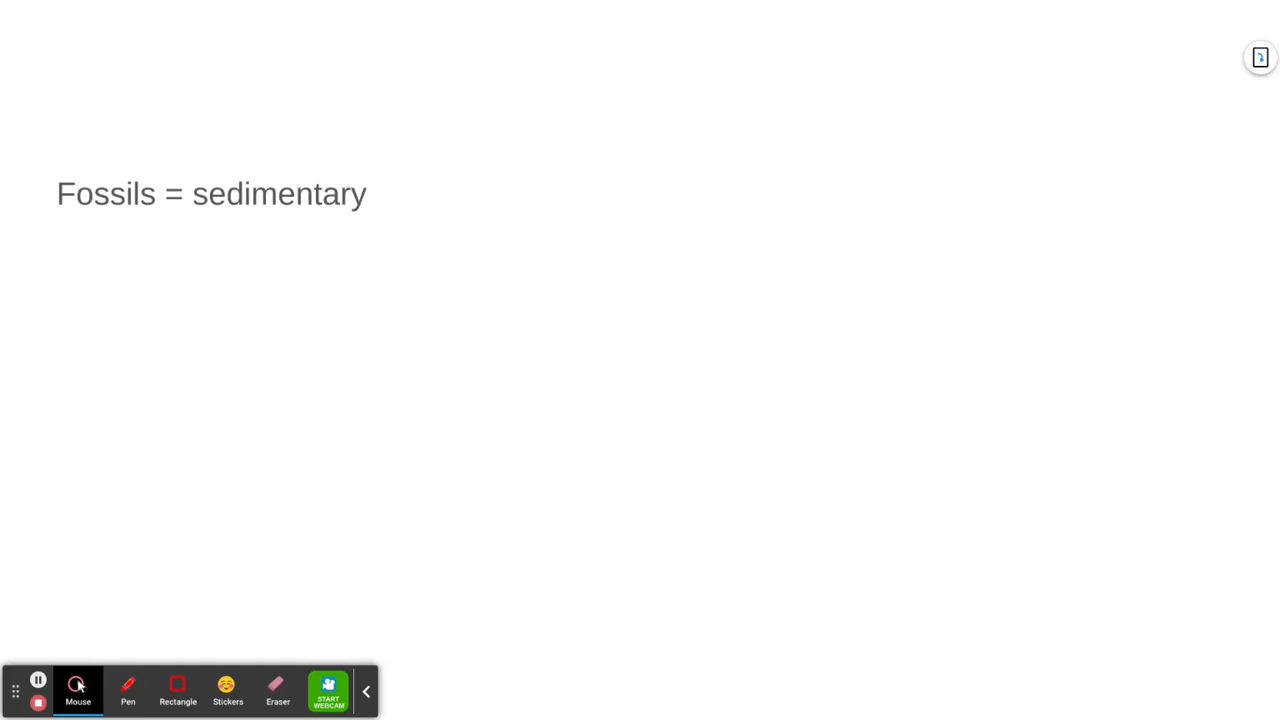 Fossils = sedimentary
Mouse
Pen
Rectangle
Stickers
Eraser
START
WEBCAM